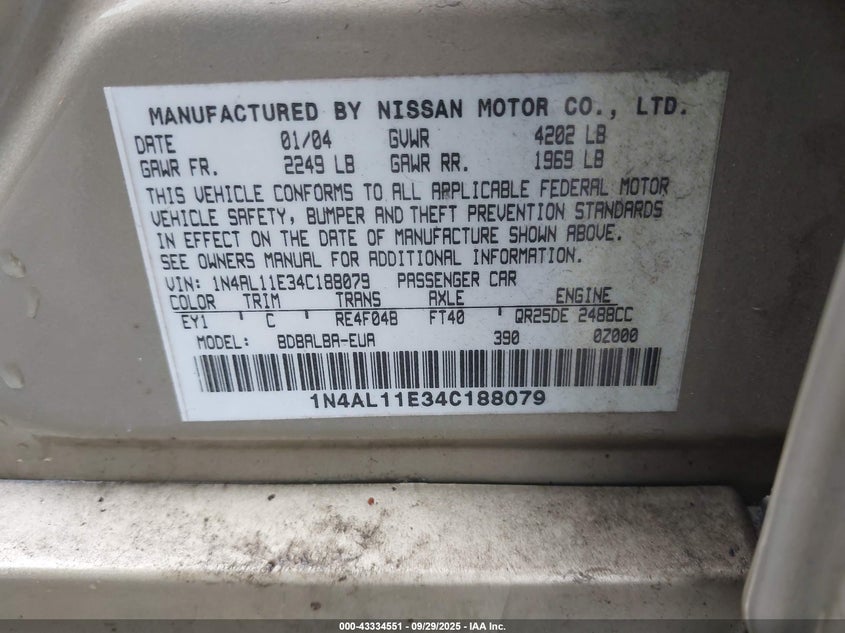 MANUFACTURED BY NISSAN MOTOR CO., LTD.
DATE 01/04 GVWR 4202 LB
GAWR FR. 2249 LB GAWR RR. 1969 LB
THIS VEHICLE CONFORMS TO ALL APPLICABLE FEDERAL MOTOR
VEHICLE SAFETY, BUMPER AND THEFT PREVENTION STANDARDS
IN EFFECT ON THE DATE OF MANUFACTURE SHOWN ABOVE.
SEE OWNERS MANUAL FOR ADDITIONAL INFORMATION.
VIN: 1N4AL11E34C188079 PASSENGER CAR
COLOR TRIM TRANS AXLE ENGINE
EY1 C RE4F04B FT40 QR25DE 2488CC
MODEL: BDBALBA-EUA 390 0Z000
1N4AL11E34C188079
000-43334551 - 09/29/2025 - IAA Inc.